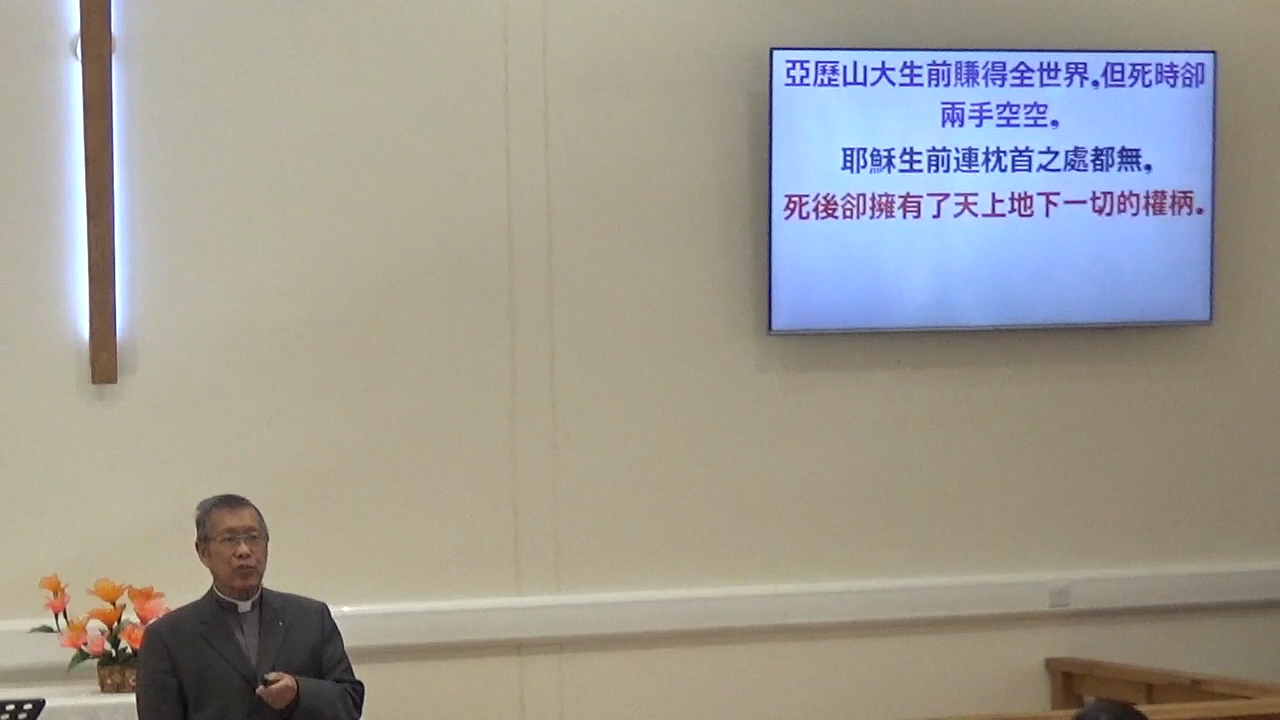 亞歷山大生前賺得全世界,但死時卻
兩手空空,
耶穌生前連枕首之處都無,
死後卻擁有了天上地下一切的權柄.